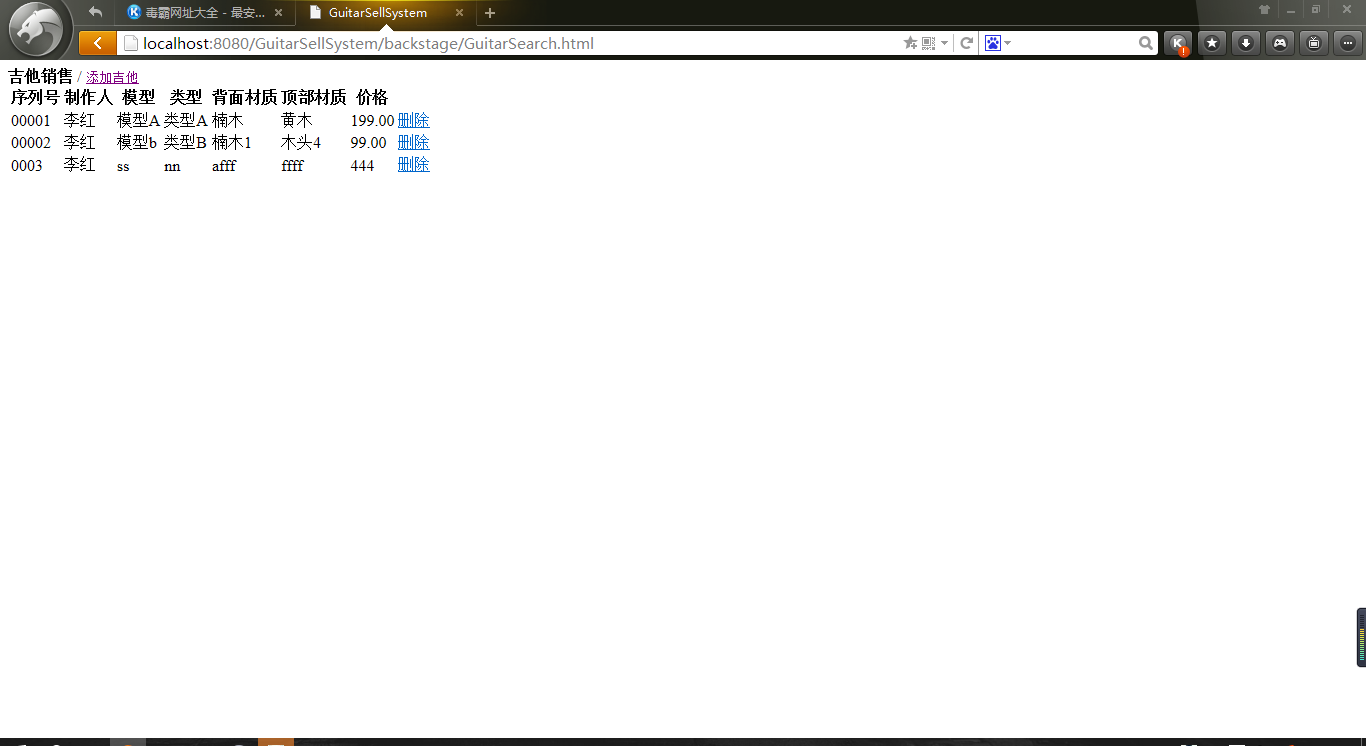 毒霸网址大全 - 最安...
GuitarSellSystem
localhost:8080/GuitarSellSystem/backstage/GuitarSearch.html
吉他销售 / 添加吉他
序列号 制作人 模型 类型 背面材质 顶部材质 价格
00001 李红 模型A 类型A 楠木 黄木 199.00 删除
00002 李红 模型b 类型B 楠木1 木头4 99.00 删除
0003 李红 ss nn afff ffff 444 删除